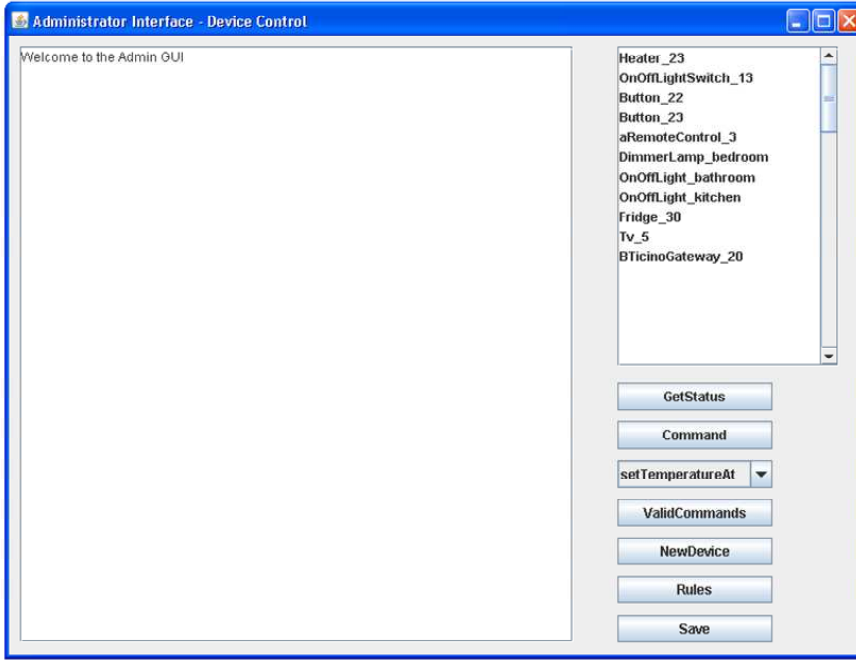 Administrator Interface - Device Control
Welcome to the Admin GUI
Heater_23
OnOffLightSwitch_13
Button_22
Button_23
aRemoteControl_3
DimmerLamp_bedroom
OnOffLight_bathroom
OnOffLight_kitchen
Fridge_30
Tv_5
BTicinoGateway_20
GetStatus
Command
setTemperatureAt
ValidCommands
NewDevice
Rules
Save